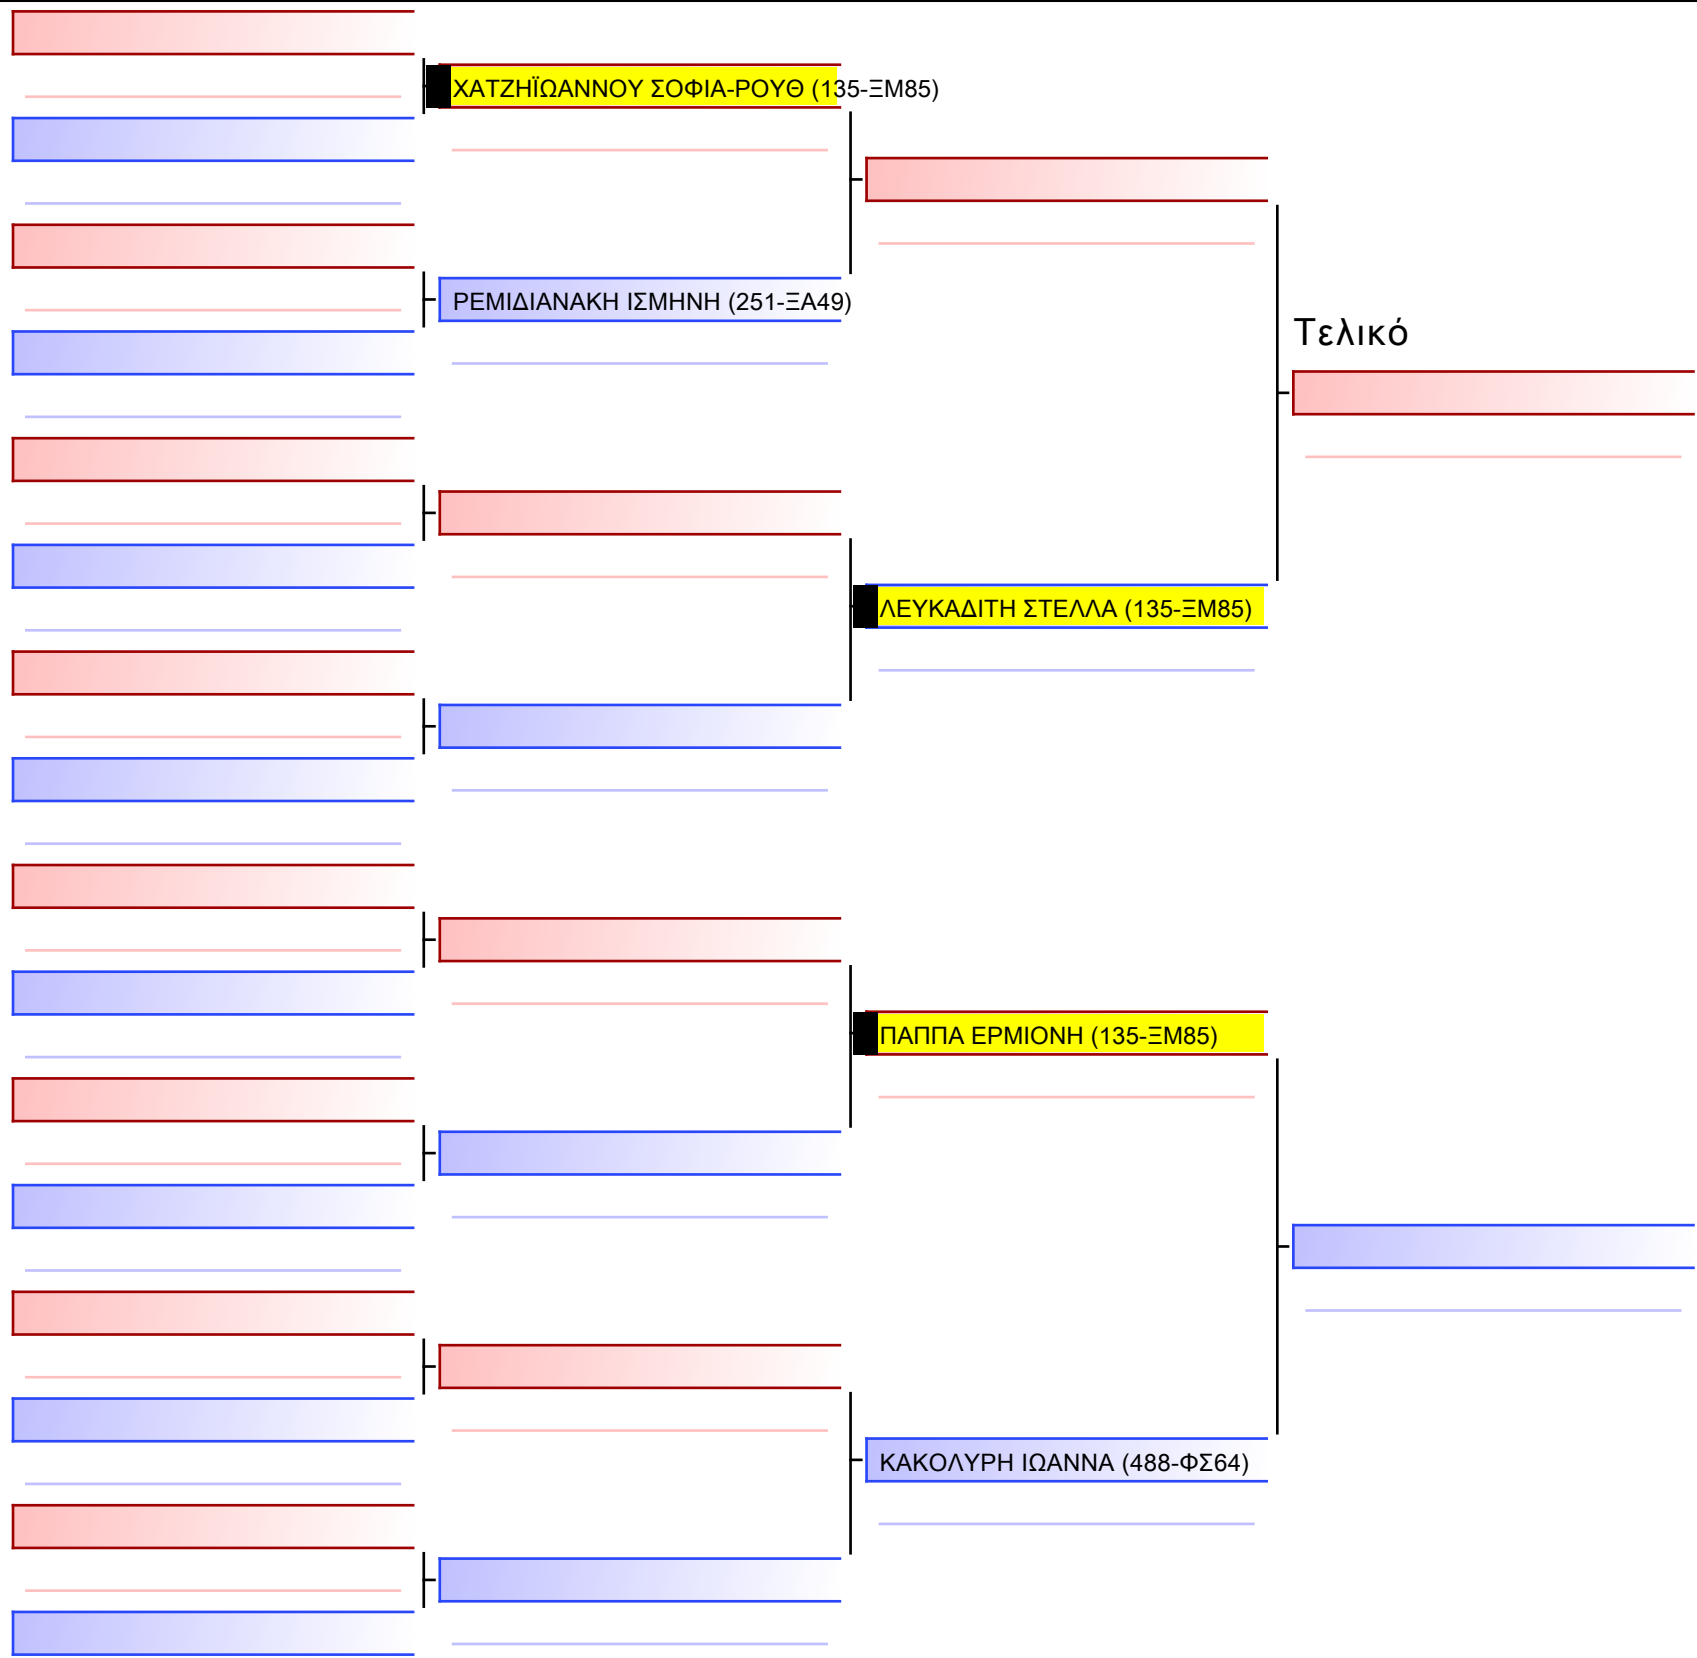 ΧΑΤΖΗΪΩΑΝΝΟΥ ΣΟΦΙΑ-ΡΟΥΘ (135-ΞΜ85)
ΡΕΜΙΔΙΑΝΑΚΗ ΙΣΜΗΝΗ (251-ΞΑ49)
Τελικό
ΛΕΥΚΑΔΙΤΗ ΣΤΕΛΛΑ (135-ΞΜ85)
ΠΑΠΠΑ ΕΡΜΙΟΝΗ (135-ΞΜ85)
ΚΑΚΟΛΥΡΗ ΙΩΑΝΝΑ (488-ΦΣ64)